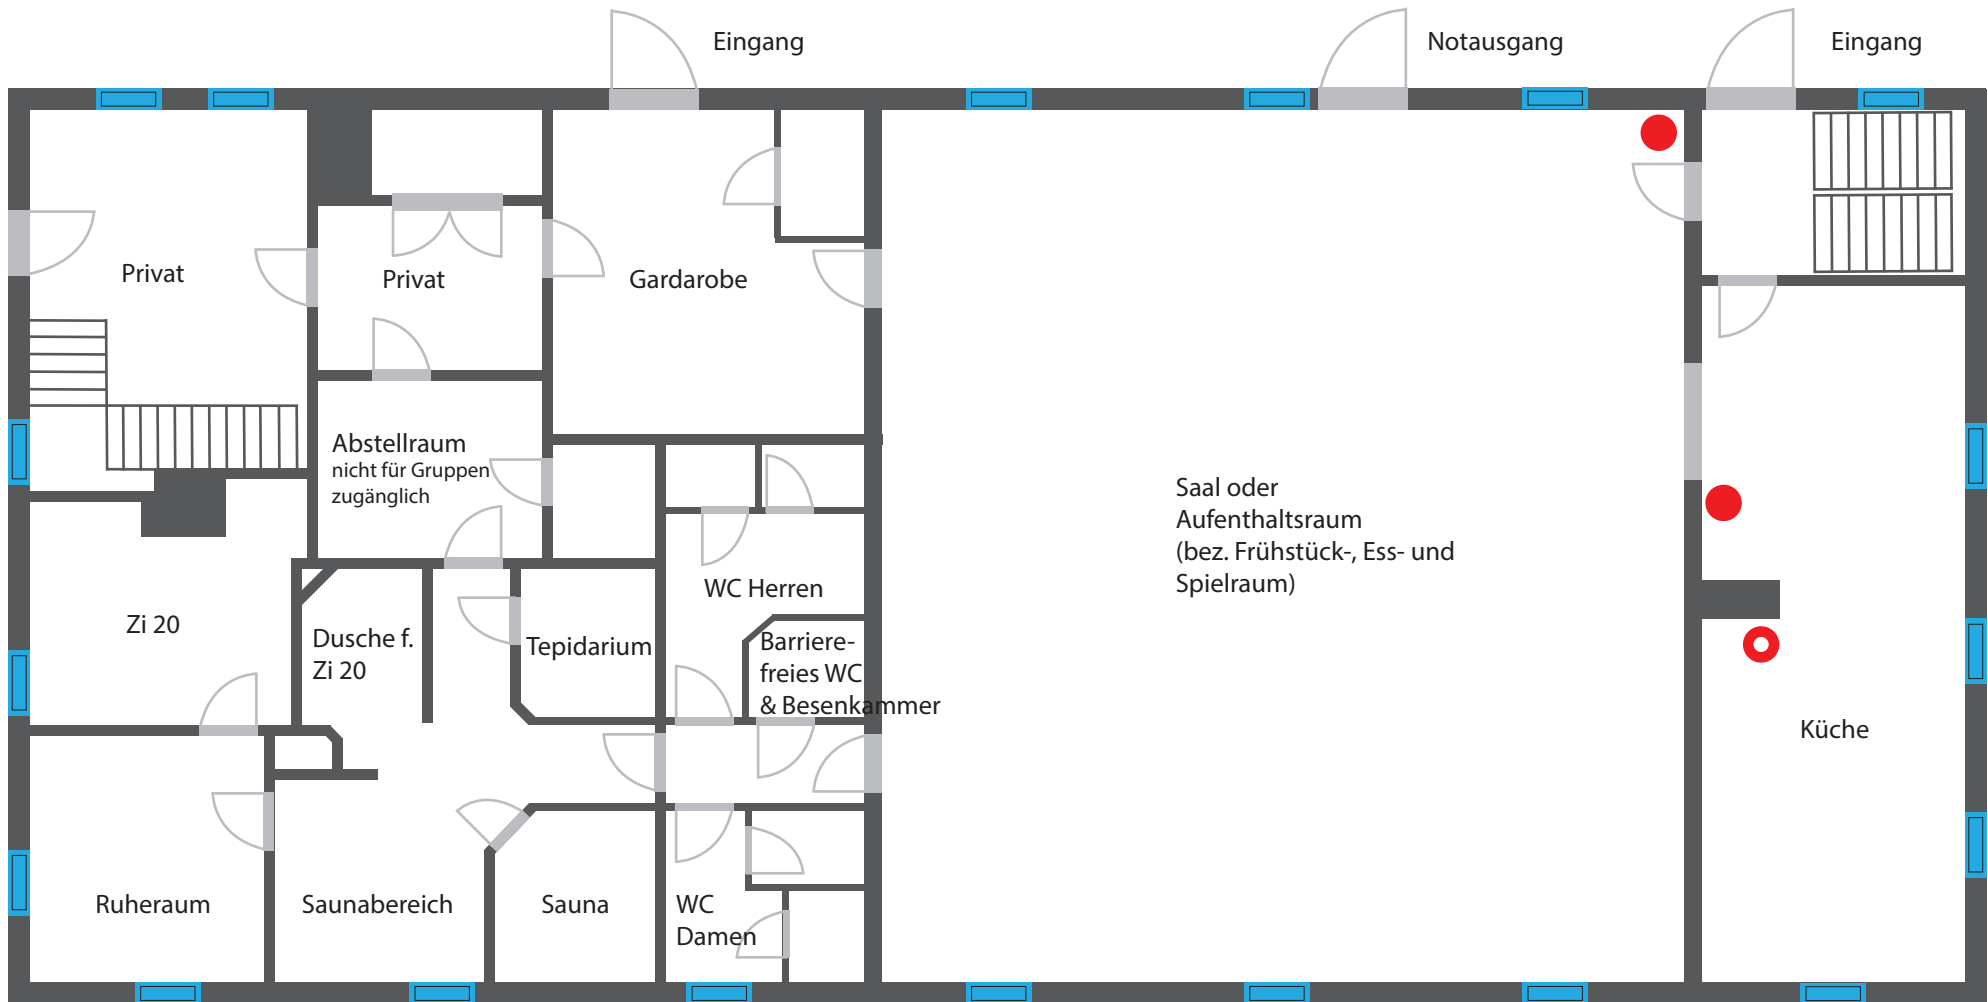 Eingang
Notausgang
Eingang
Privat
Privat
Gardarobe
Abstellraum
nicht für Gruppen
zugänglich
Saal oder
Aufenthaltsraum
(bez. Frühstück-, Ess- und
Spielraum)
WC Herren
Zi 20
Dusche f.
Zi 20
Tepidarium
Barriere-
freies WC
& Besenkammer
Küche
Ruheraum
Saunabereich
Sauna
WC
Damen